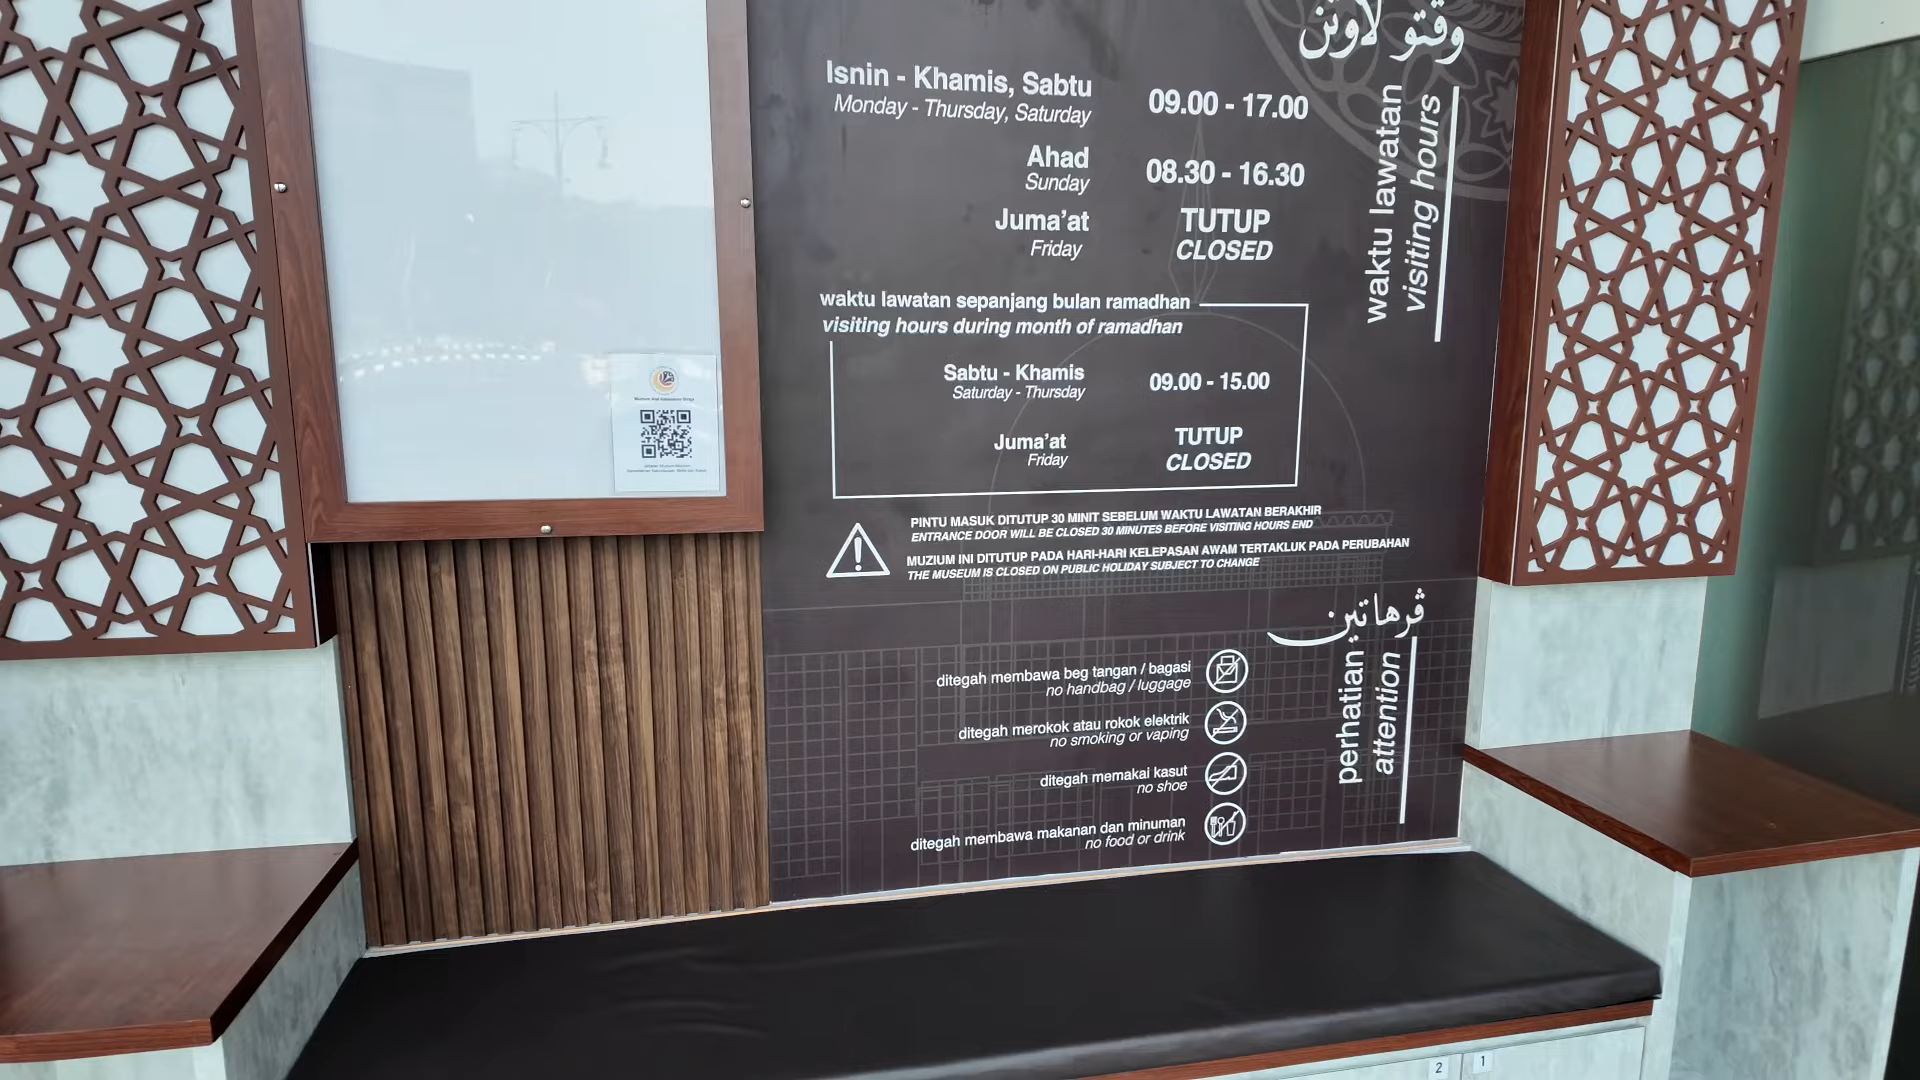 وقتو لاوتن
waktu lawatan
visiting hours
Isnin - Khamis, Sabtu
Monday - Thursday, Saturday
09.00 - 17.00
Ahad
Sunday
08.30 - 16.30
Juma'at
Friday
TUTUP
CLOSED
waktu lawatan sepanjang bulan ramadhan
visiting hours during month of ramadhan
Sabtu - Khamis
Saturday - Thursday
09.00 - 15.00
Juma'at
Friday
TUTUP
CLOSED
PINTU MASUK DITUTUP 30 MINIT SEBELUM WAKTU LAWATAN BERAKHIR
ENTRANCE DOOR WILL BE CLOSED 30 MINUTES BEFORE VISITING HOURS END
MUZIUM INI DITUTUP PADA HARI-HARI KELEPASAN AWAM TERTAKLUK PADA PERUBAHAN
THE MUSEUM IS CLOSED ON PUBLIC HOLIDAY SUBJECT TO CHANGE
ڤرهاتين
perhatian
attention
ditegah membawa beg tangan / bagasi
no handbag / luggage
ditegah merokok atau rokok elektrik
no smoking or vaping
ditegah memakai kasut
no shoe
ditegah membawa makanan dan minuman
no food or drink
2
1